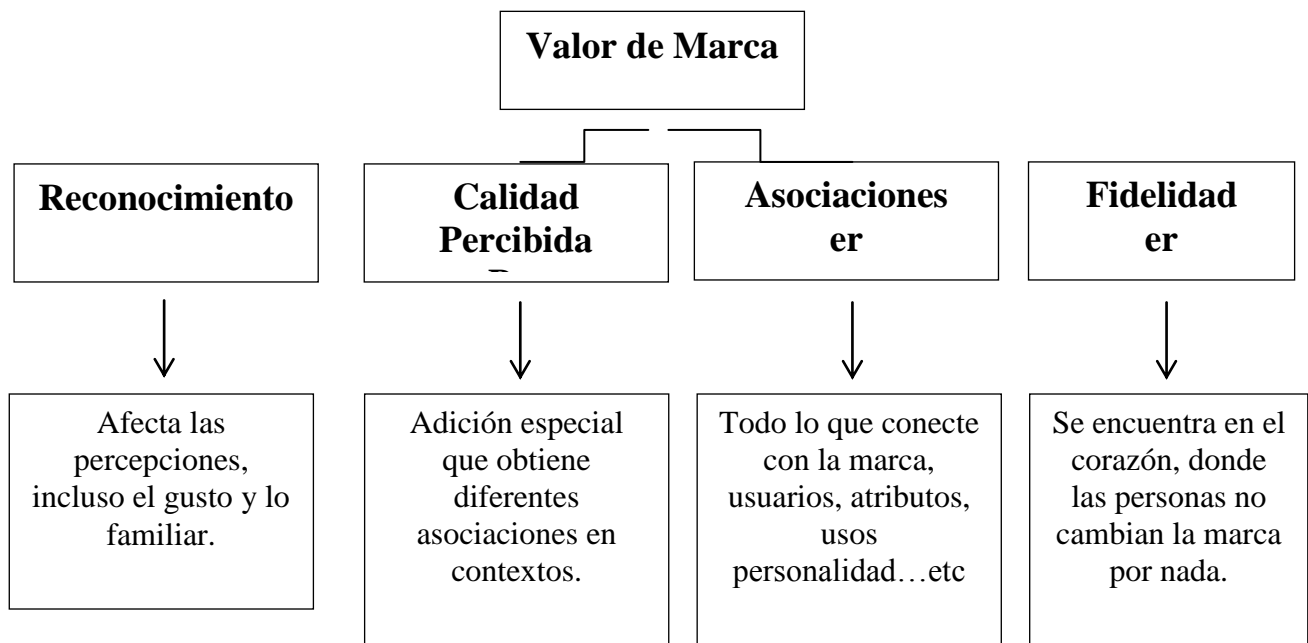 Valor de Marca
Reconocimiento
Calidad
Percibida
Asociaciones
er
Fidelidad
er
Afecta las
percepciones,
incluso el gusto y lo
familiar.
Adición especial
que obtiene
diferentes
asociaciones en
contextos.
Todo lo que conecte
con la marca,
usuarios, atributos,
usos
personalidad…etc
Se encuentra en el
corazón, donde
las personas no
cambian la marca
por nada.